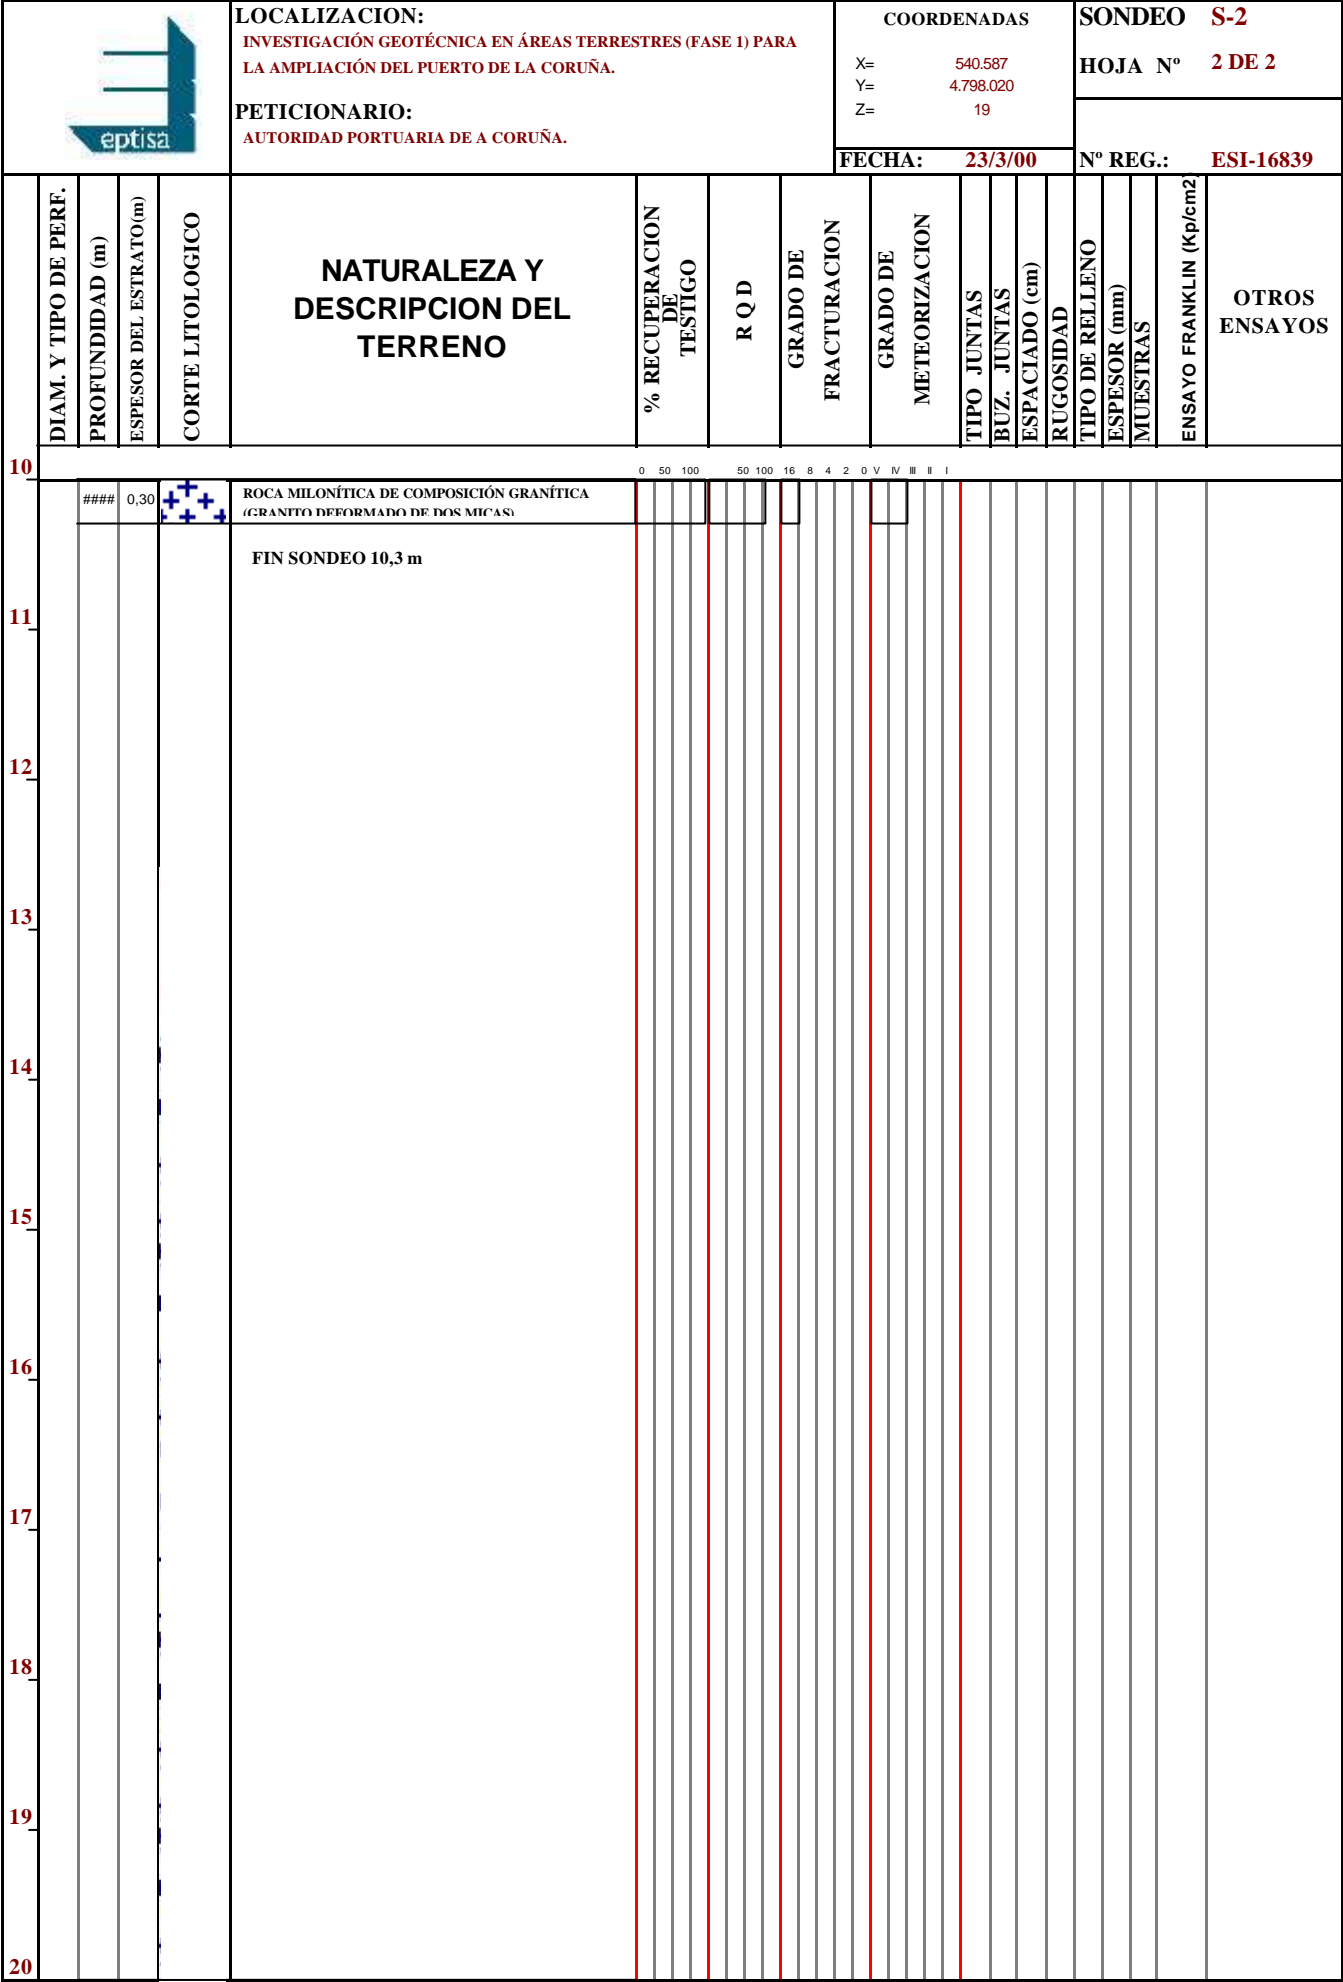 eptisa
LOCALIZACION:
INVESTIGACIÓN GEOTÉCNICA EN ÁREAS TERRESTRES (FASE 1) PARA
LA AMPLIACIÓN DEL PUERTO DE LA CORUÑA.
PETICIONARIO:
AUTORIDAD PORTUARIA DE A CORUÑA.
COORDENADAS
X= 540.587
Y= 4.798.020
Z= 19
FECHA: 23/3/00
SONDEO S-2
HOJA Nº 2 DE 2
Nº REG.: ESI-16839
DIAM. Y TIPO DE PERF.
PROFUNDIDAD (m)
ESPESOR DEL ESTRATO(m)
CORTE LITOLOGICO
NATURALEZA Y
DESCRIPCION DEL
TERRENO
% RECUPERACION
DE
TESTIGO
R Q D
GRADO DE
FRACTURACION
GRADO DE
METEORIZACION
TIPO JUNTAS
BUZ. JUNTAS
ESPACIADO (cm)
RUGOSIDAD
TIPO DE RELLENO
ESPESOR (mm)
MUESTRAS
ENSAYO FRANKLIN (Kp/cm2)
OTROS
ENSAYOS
10
0 50 100 50 100 16 8 4 2 0 V IV III II I
#### 0,30 ROCA MILONÍTICA DE COMPOSICIÓN GRANÍTICA
(GRANITO DEFORMADO DE DOS MICAS)
FIN SONDEO 10,3 m
11
12
13
14
15
16
17
18
19
20